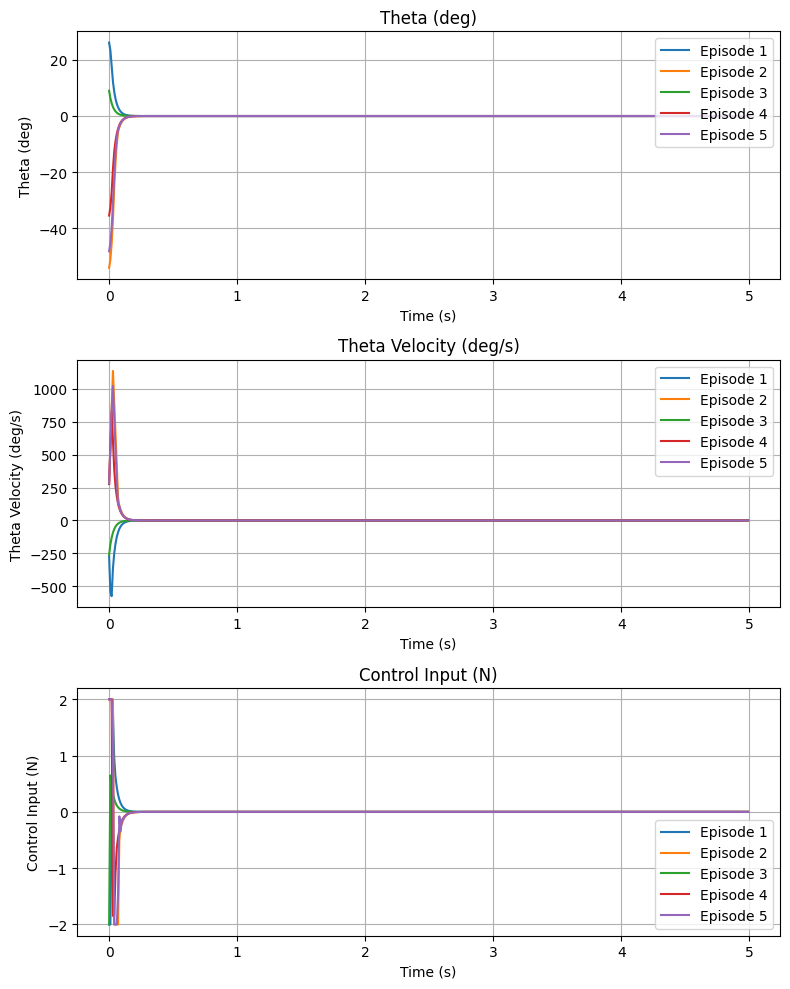 Theta (deg)
20
0
−20
−40
Theta (deg)
Episode 1
Episode 2
Episode 3
Episode 4
Episode 5
0 1 2 3 4 5
Time (s)
Theta Velocity (deg/s)
1000
750
500
250
0
−250
−500
Theta Velocity (deg/s)
Episode 1
Episode 2
Episode 3
Episode 4
Episode 5
0 1 2 3 4 5
Time (s)
Control Input (N)
2
1
0
−1
−2
Control Input (N)
Episode 1
Episode 2
Episode 3
Episode 4
Episode 5
0 1 2 3 4 5
Time (s)